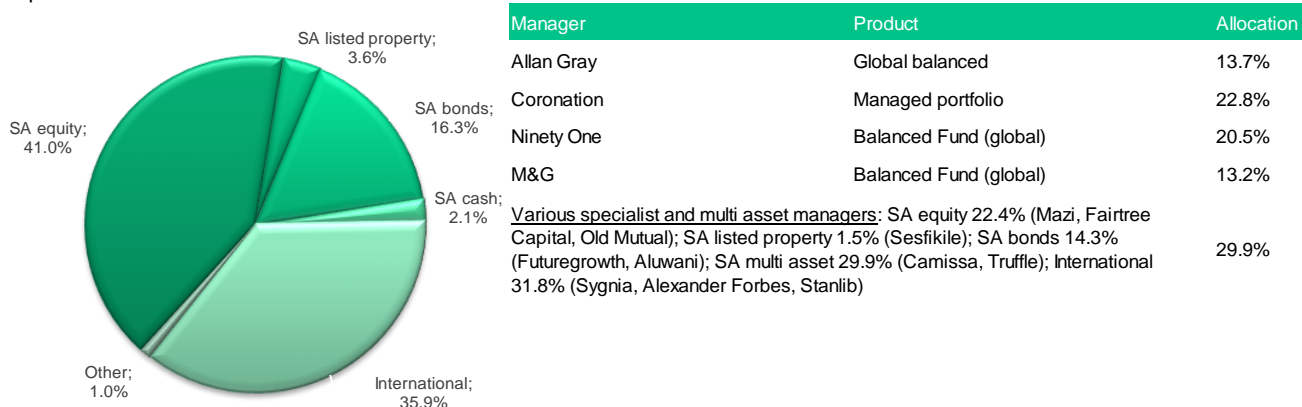 SA listed property;
3.6%
SA bonds;
16.3%
SA equity;
41.0%
SA cash;
2.1%
Other;
1.0%
International;
35.9%
Manager Product Allocation
Allan Gray Global balanced 13.7%
Coronation Managed portfolio 22.8%
Ninety One Balanced Fund (global) 20.5%
M&G Balanced Fund (global) 13.2%
Various specialist and multi asset managers: SA equity 22.4% (Mazi, Fairtree
Capital, Old Mutual); SA listed property 1.5% (Sesfikile); SA bonds 14.3%
(Futuregrowth, Aluwani); SA multi asset 29.9% (Camissa, Truffle); International
31.8% (Sygnia, Alexander Forbes, Stanlib)
29.9%